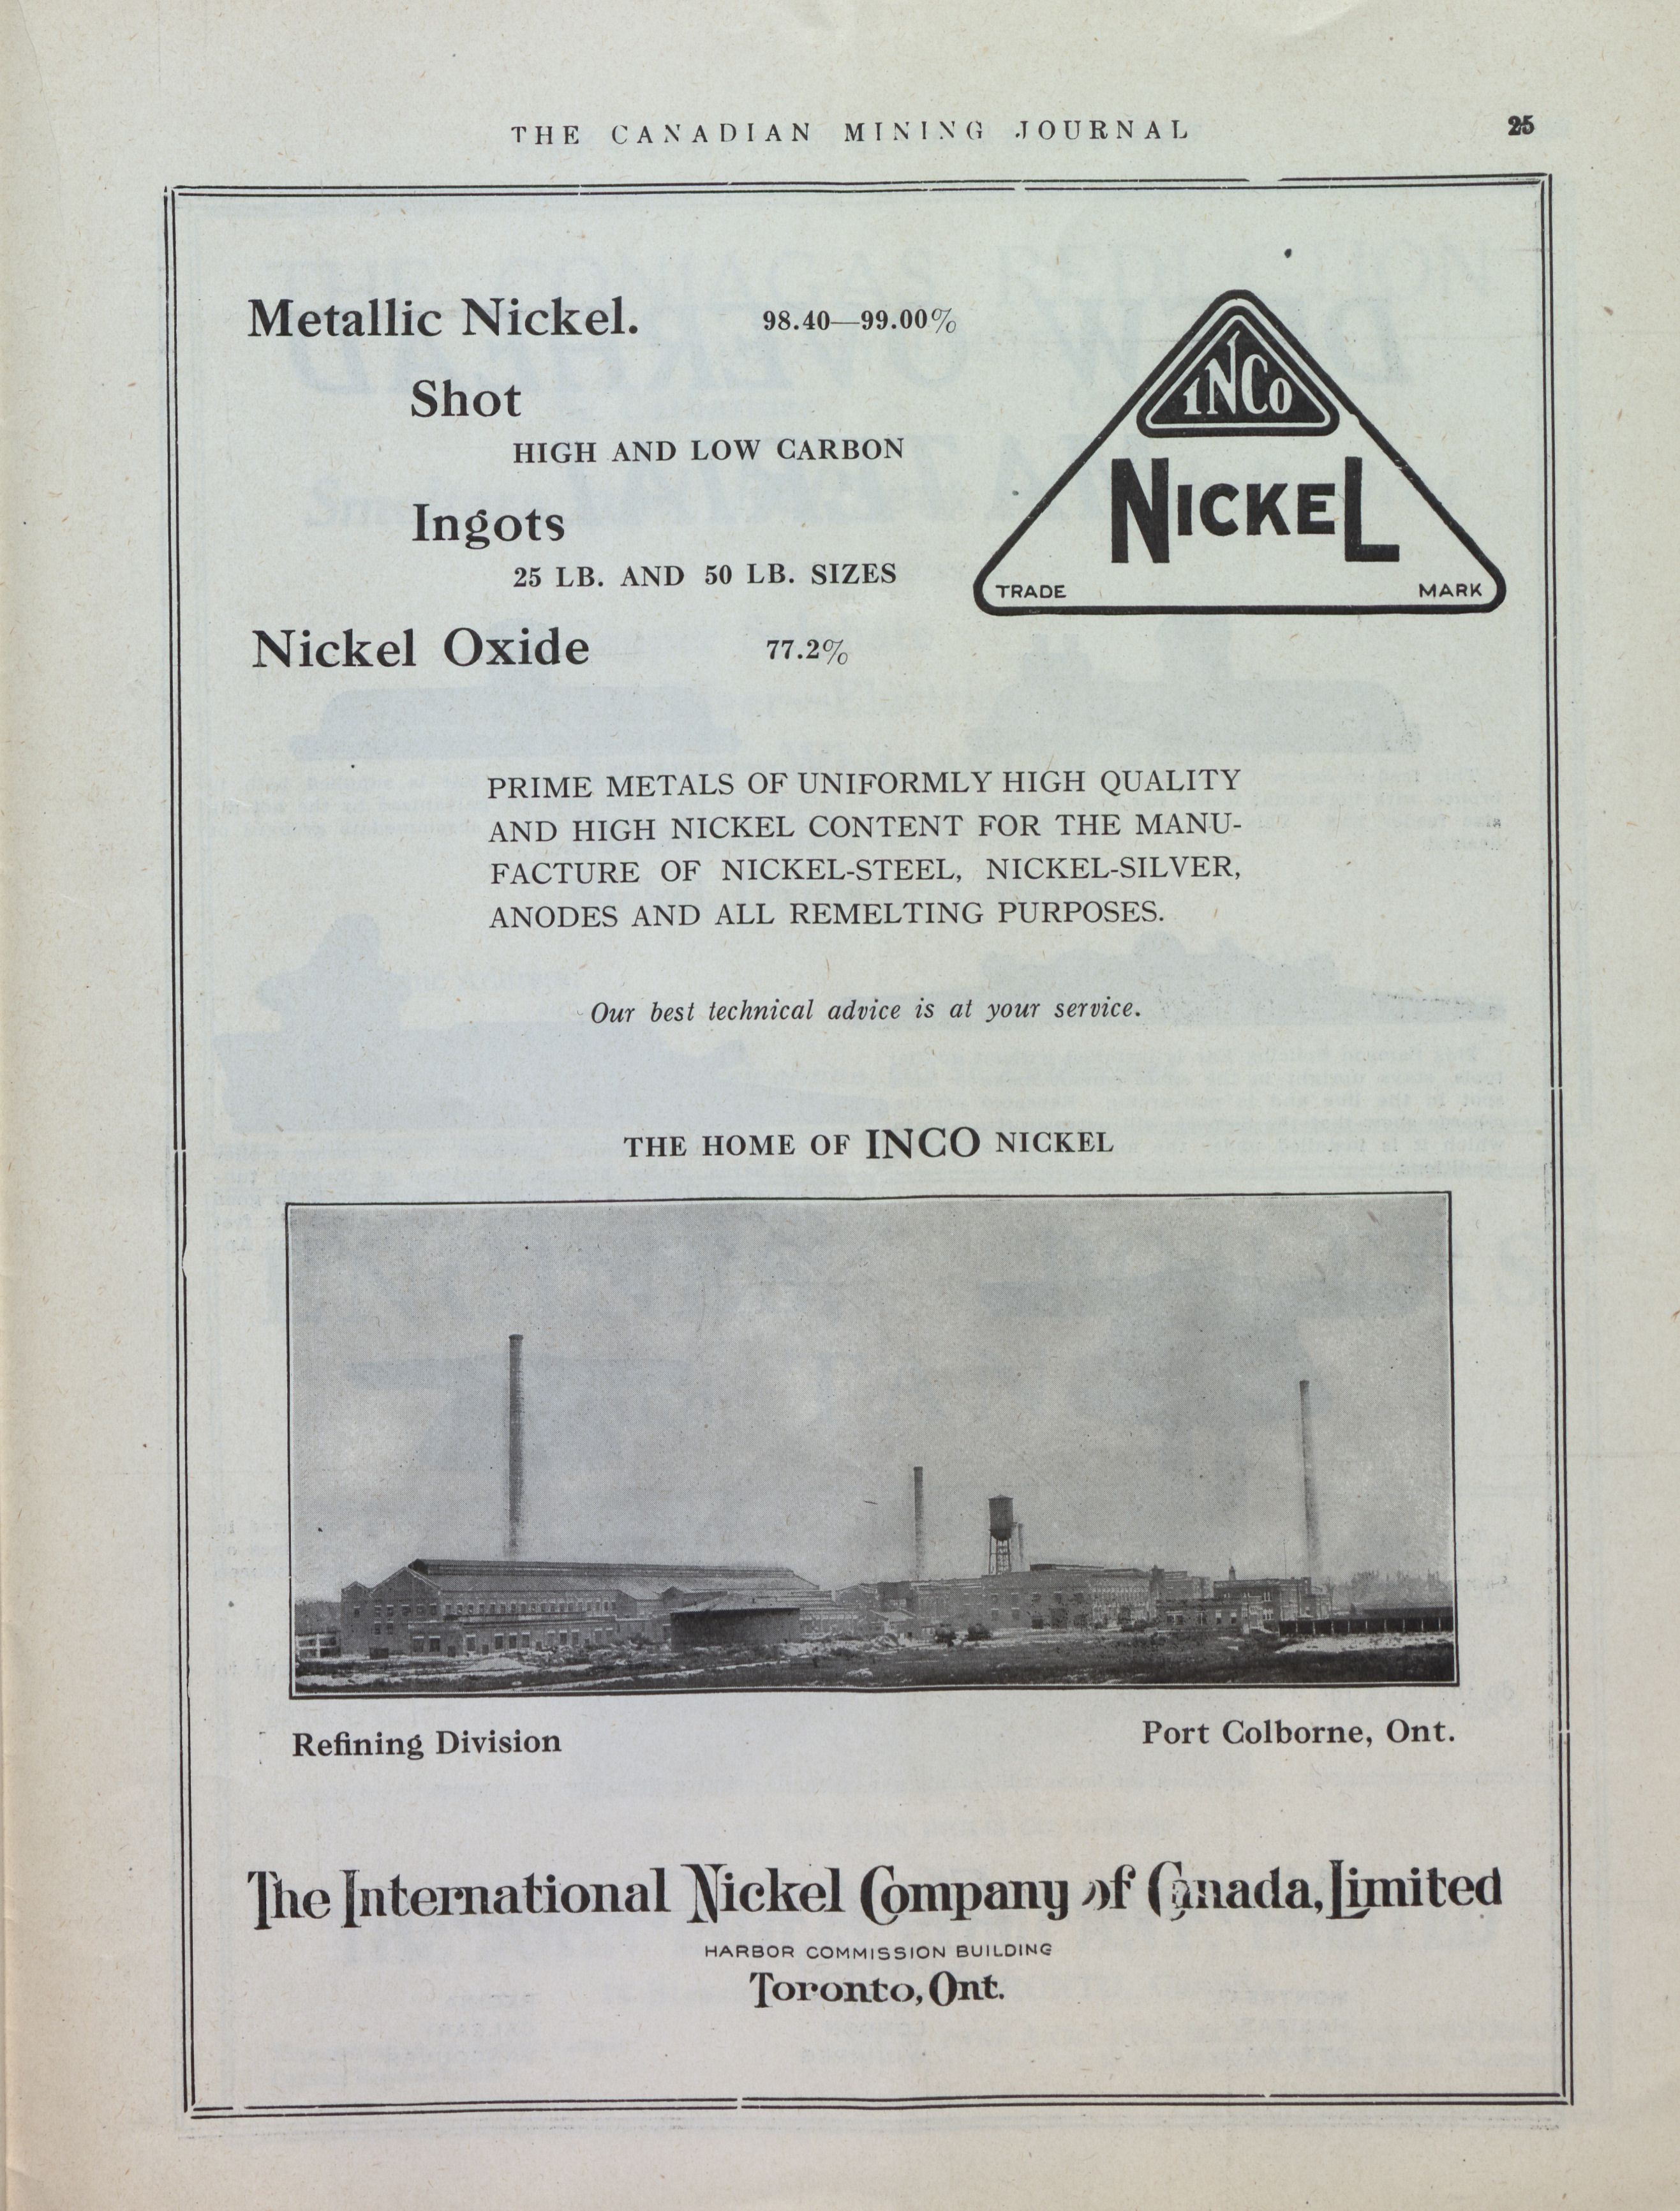 THE CANADIAN MINING JOURNAL 25
Metallic Nickel. 98.40—99.00%
Shot
HIGH AND LOW CARBON
Ingots
25 LB. AND 50 LB. SIZES
Nickel Oxide 77.2%
INCO
NICKEL
TRADE MARK
PRIME METALS OF UNIFORMLY HIGH QUALITY
AND HIGH NICKEL CONTENT FOR THE MANU-
FACTURE OF NICKEL-STEEL, NICKEL-SILVER,
ANODES AND ALL REMELTING PURPOSES.
Our best technical advice is at your service.
THE HOME OF INCO NICKEL
Refining Division Port Colborne, Ont.
The International Nickel Company of Canada, Limited
HARBOR COMMISSION BUILDING
Toronto, Ont.